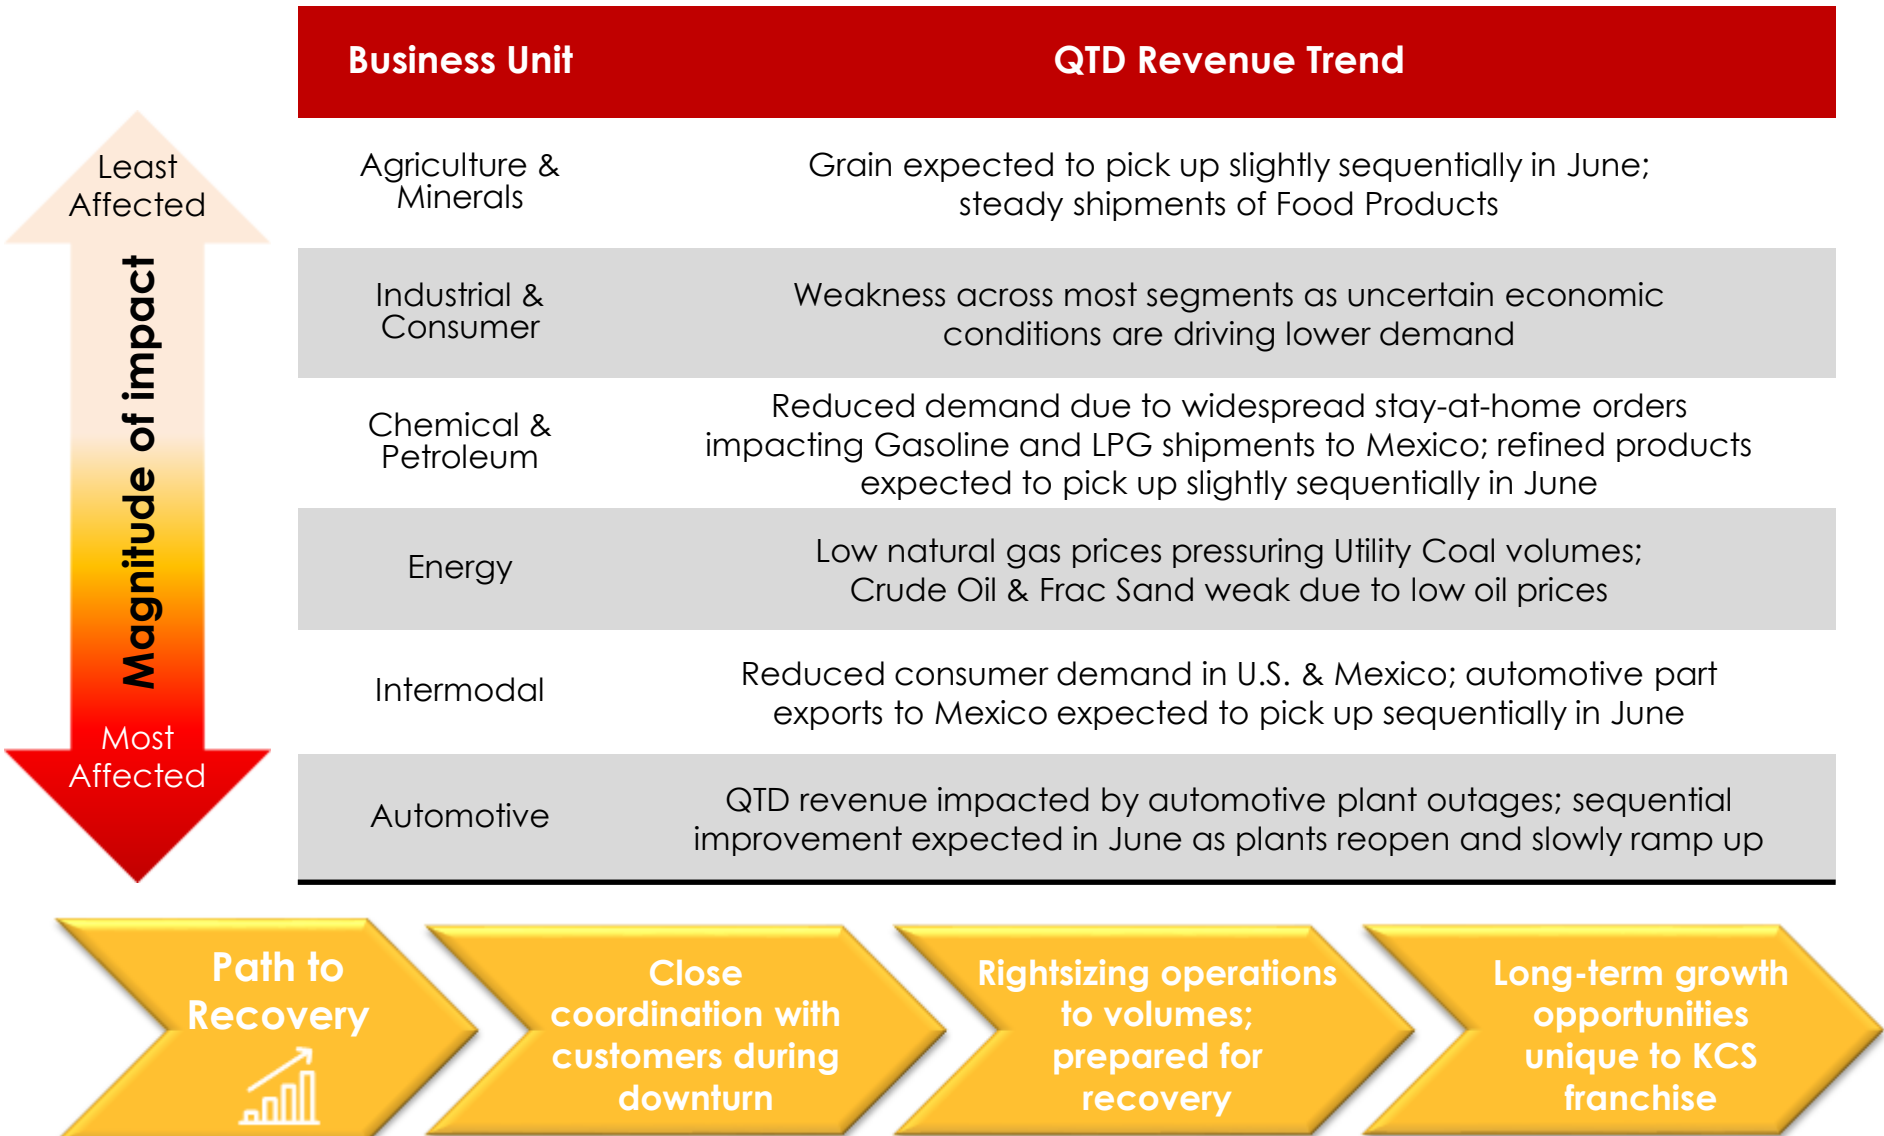 Business Unit
QTD Revenue Trend
Least
Affected
Magnitude of impact
Most
Affected
Agriculture &
Minerals
Grain expected to pick up slightly sequentially in June;
steady shipments of Food Products
Industrial &
Consumer
Weakness across most segments as uncertain economic
conditions are driving lower demand
Chemical &
Petroleum
Reduced demand due to widespread stay-at-home orders
impacting Gasoline and LPG shipments to Mexico; refined products
expected to pick up slightly sequentially in June
Energy
Low natural gas prices pressuring Utility Coal volumes;
Crude Oil & Frac Sand weak due to low oil prices
Intermodal
Reduced consumer demand in U.S. & Mexico; automotive part
exports to Mexico expected to pick up sequentially in June
Automotive
QTD revenue impacted by automotive plant outages; sequential
improvement expected in June as plants reopen and slowly ramp up
Path to
Recovery
Close
coordination with
customers during
downturn
Rightsizing operations
to volumes;
prepared for
recovery
Long-term growth
opportunities
unique to KCS
franchise